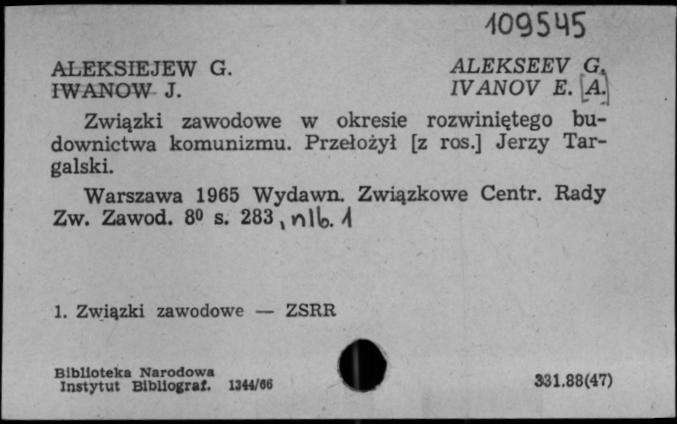 109545
ALEKSIEJEW G. ALEKSEEV G.
IWANOW J. IVANOV E. [A.]
Związki zawodowe w okresie rozwiniętego bu-
downictwa komunizmu. Przełożył [z ros.] Jerzy Tar-
galski.
Warszawa 1965 Wydawn. Związkowe Centr. Rady
Zw. Zawod. 8⁰ s. 283, nlb. 1
1. Związki zawodowe — ZSRR
Biblioteka Narodowa
Instytut Bibliograf. 1344/66 331.88(47)